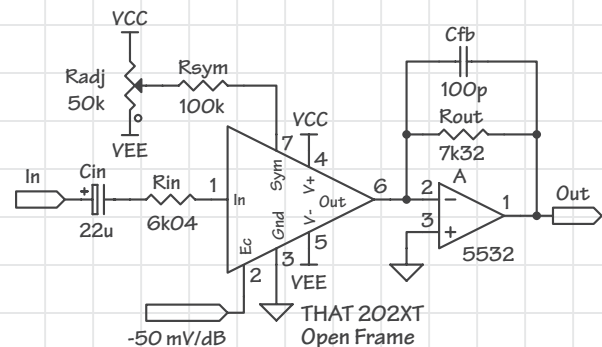 VCC
Radj
50k
VEE
Rsym
100k
Cfb
100p
Rout
7k32
VCC
7
4
Sym
V+
In
Cin
+
22u
Rin
6k04
1
In
Out
6
Gnd
V-
Ec
2
3
5
VEE
-50 mV/dB
THAT 202XT
Open Frame
A
2
-
3
+
1
5532
Out